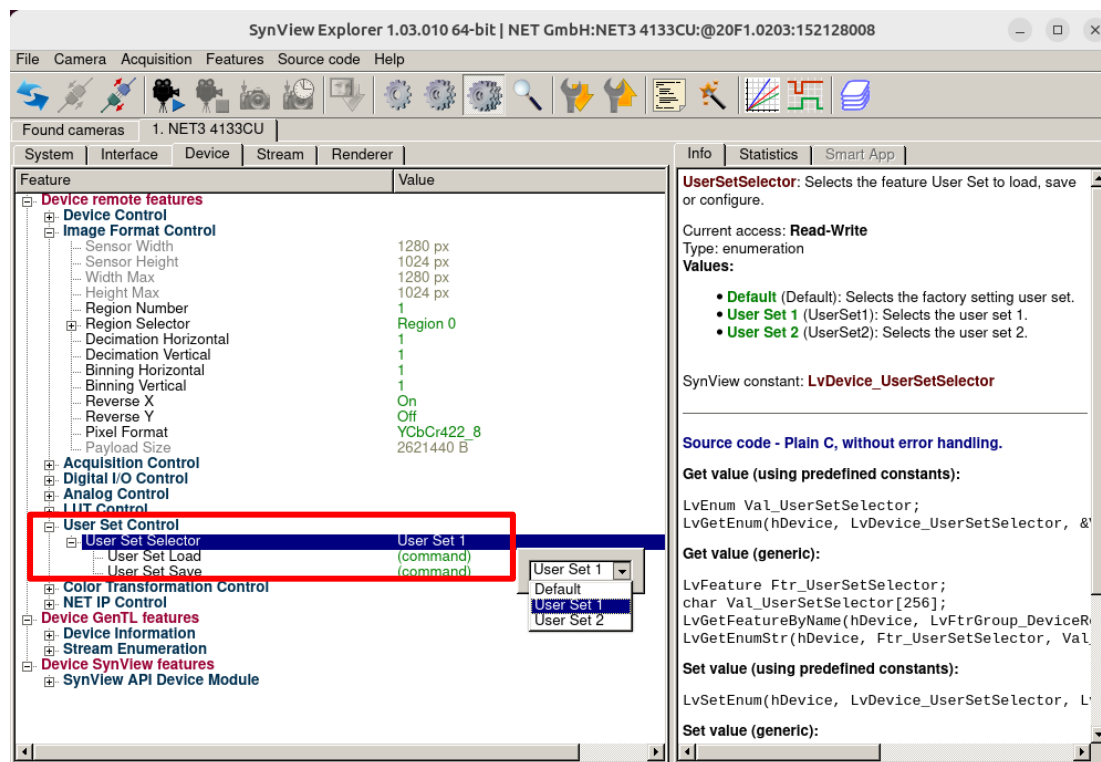 SynView Explorer 1.03.010 64-bit | NET GmbH:NET3 4133CU:@20F1.0203:152128008
File Camera Acquisition Features Source code Help
Found cameras 1. NET3 4133CU
System Interface Device Stream Renderer
Feature Value
Device remote features
Device Control
Image Format Control
Sensor Width 1280 px
Sensor Height 1024 px
Width Max 1280 px
Height Max 1024 px
Region Number 1
Region Selector Region 0
Decimation Horizontal 1
Decimation Vertical 1
Binning Horizontal 1
Binning Vertical 1
Reverse X On
Reverse Y Off
Pixel Format YCbCr422_8
Payload Size 2621440 B
Acquisition Control
Digital I/O Control
Analog Control
LUT Control
User Set Control
User Set Selector User Set 1
User Set Load (command)
User Set Save (command)
Color Transformation Control
NET IP Control
Device GenTL features
Device Information
Stream Enumeration
Device SynView features
SynView API Device Module
User Set 1
Default
User Set 1
User Set 2
Info Statistics Smart App
UserSetSelector: Selects the feature User Set to load, save
or configure.
Current access: Read-Write
Type: enumeration
Values:
• Default (Default): Selects the factory setting user set.
• User Set 1 (UserSet1): Selects the user set 1.
• User Set 2 (UserSet2): Selects the user set 2.
SynView constant: LvDevice_UserSetSelector
Source code - Plain C, without error handling.
Get value (using predefined constants):
LvEnum Val_UserSetSelector;
LvGetEnum(hDevice, LvDevice_UserSetSelector, &V
Get value (generic):
LvFeature Ftr_UserSetSelector;
char Val_UserSetSelector[256];
LvGetFeatureByName(hDevice, LvFtrGroup_DeviceRe
LvGetEnumStr(hDevice, Ftr_UserSetSelector, Val_
Set value (using predefined constants):
LvSetEnum(hDevice, LvDevice_UserSetSelector, Lv
Set value (generic):